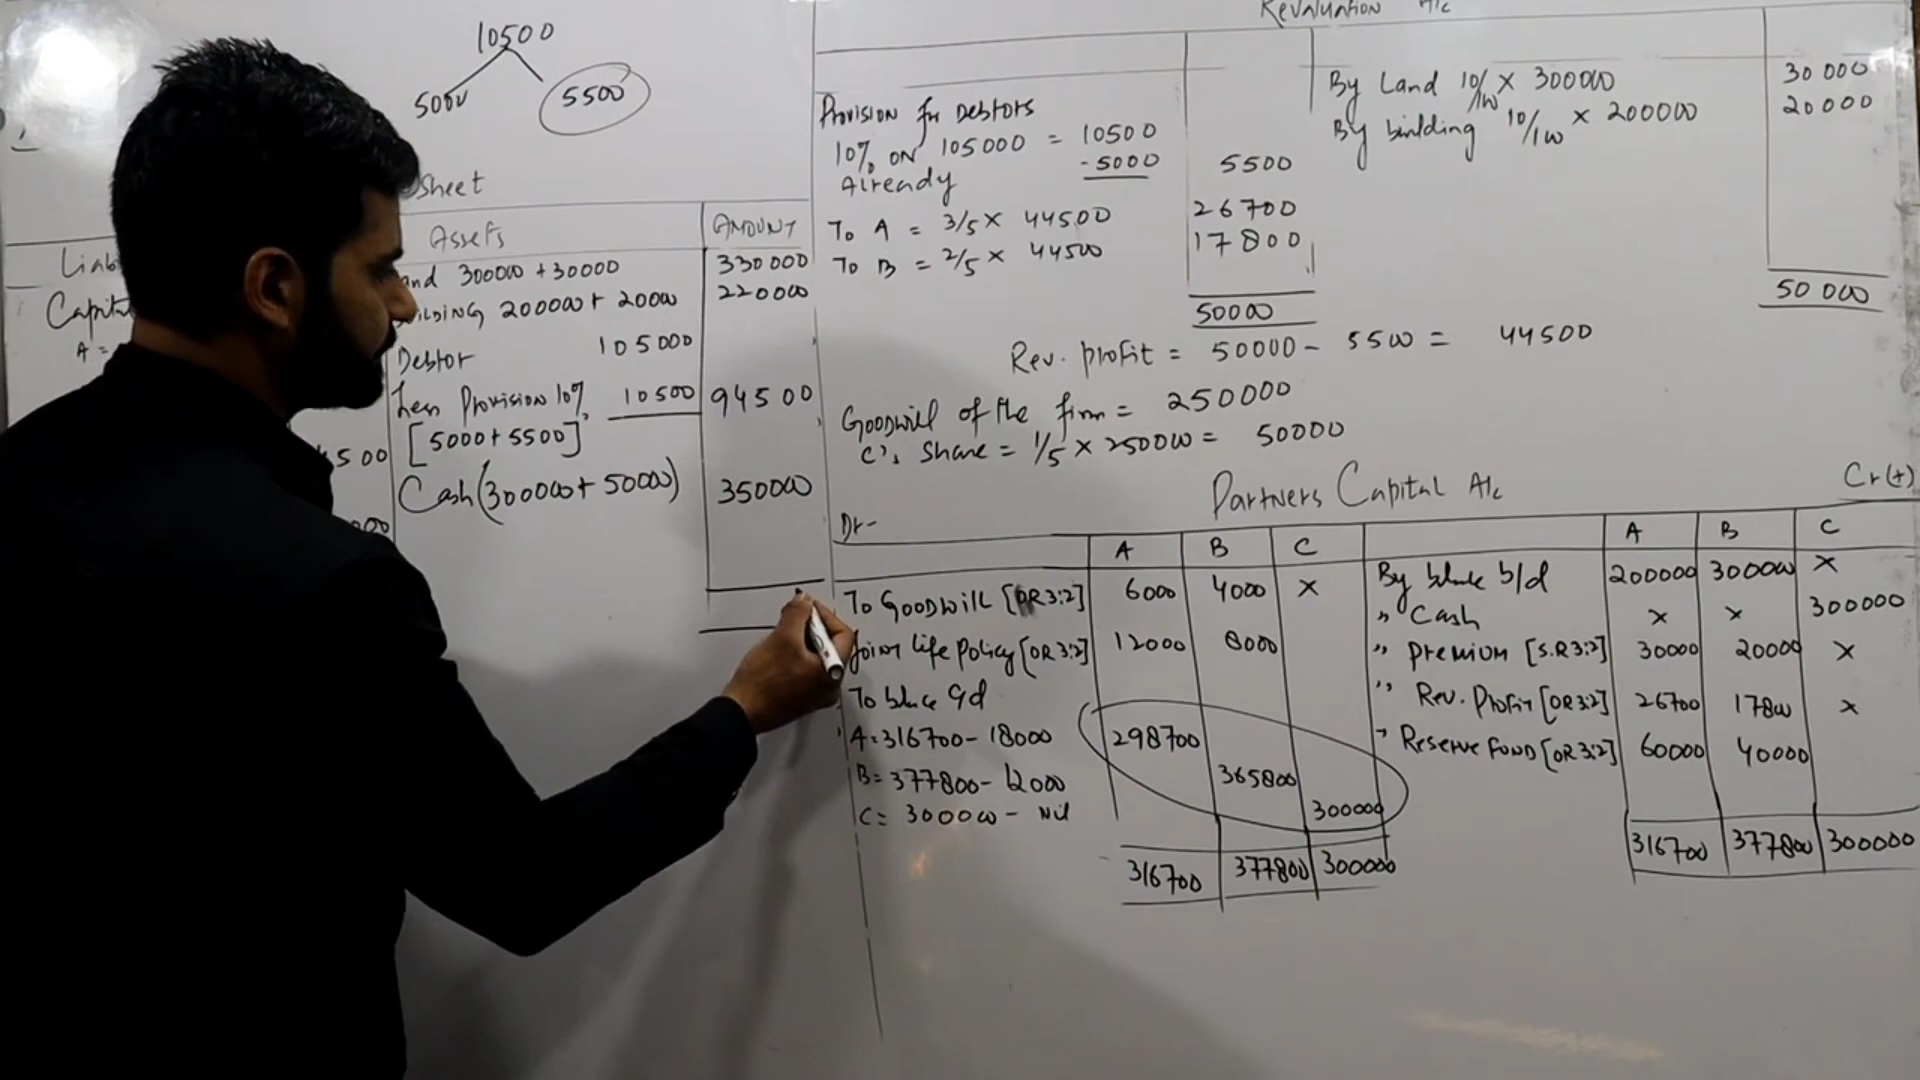 10500
5000 5500
Sheet
Assets AMOUNT
and 300000 + 30000 330000
200000 + 20000 220000
Debtor 105000
Less Provision 10% 10500 94500
[5000 + 5500]
Cash (300000 + 50000) 350000
Capital
A =
500
000
Revaluation A/c
Provision for Debtors
10% ON 105000 = 10500
Already - 5000 5500
To A = 3/5 × 44500 26700
To B = 2/5 × 44500 17800
50000
By Land 10/100 × 300000 30000
By building 10/100 × 200000 20000
50000
Rev. profit = 50000 - 5500 = 44500
Goodwill of the firm = 250000
C's Share = 1/5 × 250000 = 50000
Partners Capital A/c
Dr- Cr(+)
A B C A B C
To Goodwill [OR 3:2] 6000 4000 × By blnce b/d 200000 300000 ×
" Cash × × 300000
Joint life Policy [OR 3:2] 12000 8000 " Premium [S.R 3:2] 30000 20000 ×
To blnce c/d " Rev. Profit [OR 3:2] 26700 17800 ×
A = 316700 - 18000 298700 " Reserve Fund [OR 3:2] 60000 40000
B = 377800 - 12000 365800
C = 300000 - Nil 300000
316700 377800 300000 316700 377800 300000